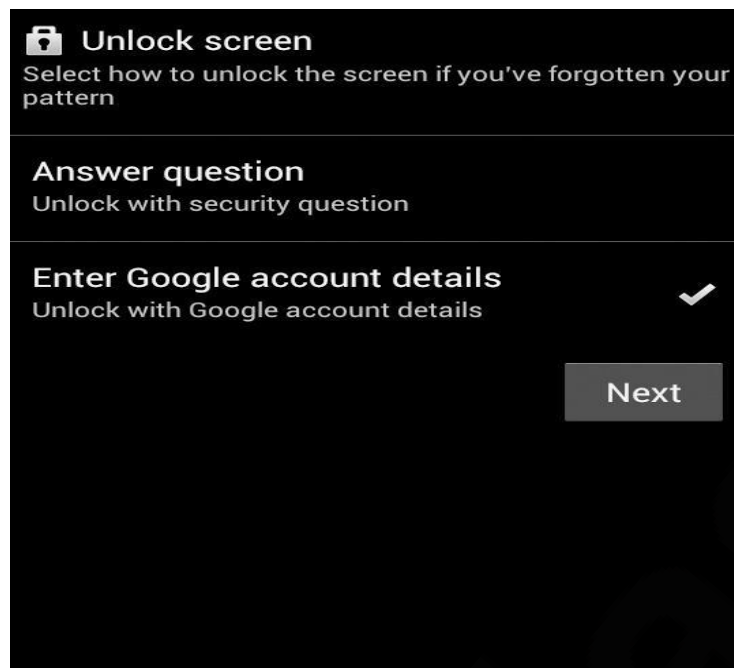 Unlock screen
Select how to unlock the screen if you've forgotten your
pattern
Answer question
Unlock with security question
Enter Google account details
Unlock with Google account details
Next